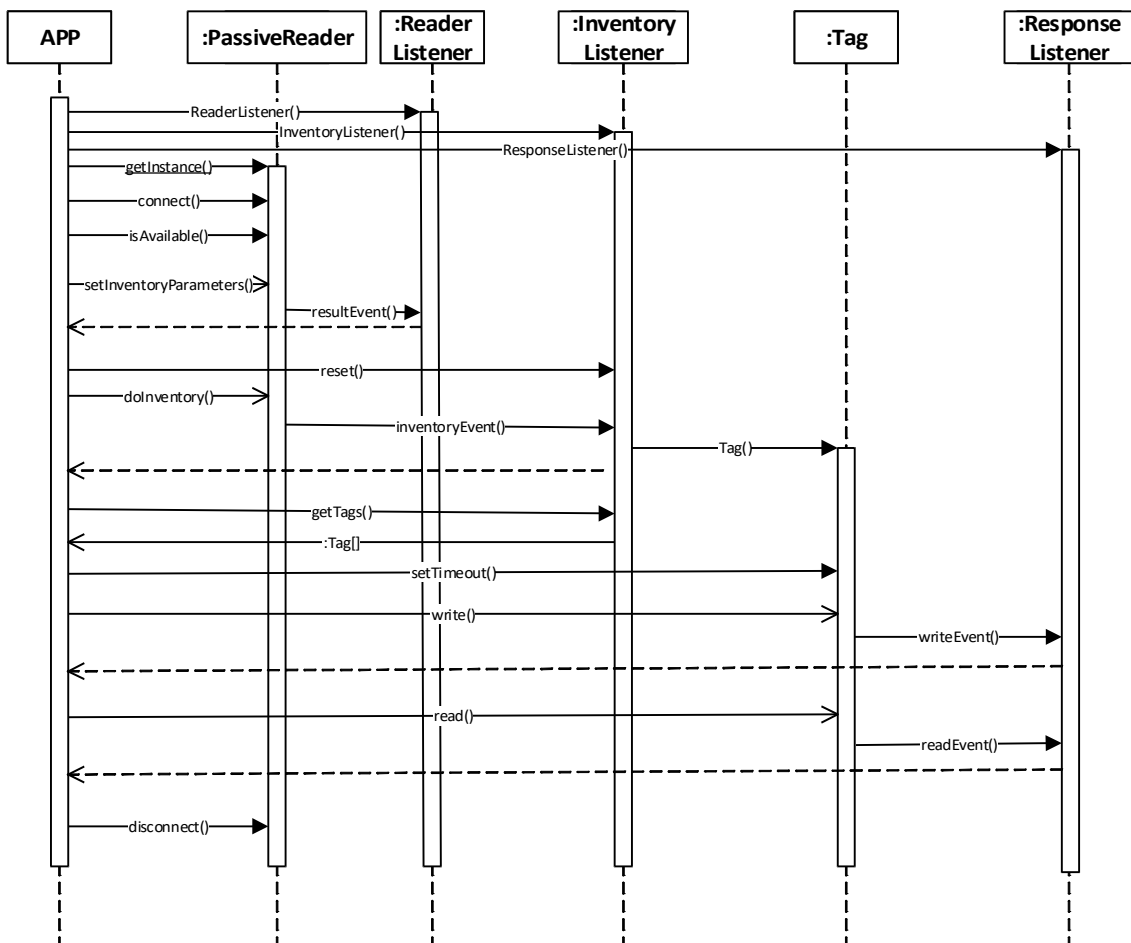 APP
:PassiveReader
:Reader
Listener
:Inventory
Listener
:Tag
:Response
Listener
ReaderListener()
InventoryListener()
ResponseListener()
getInstance()
connect()
isAvailable()
setInventoryParameters()
resultEvent()
reset()
doInventory()
inventoryEvent()
Tag()
getTags()
:Tag[]
setTimeout()
write()
writeEvent()
read()
readEvent()
disconnect()